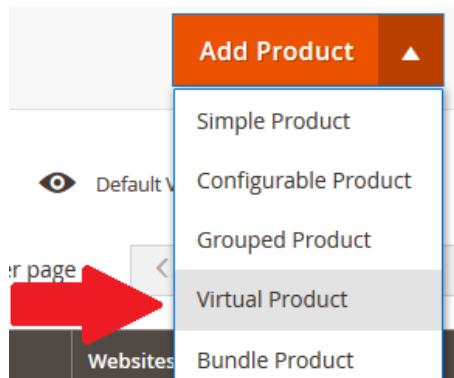 Add Product
Simple Product
Default V
Configurable Product
Grouped Product
er page
Virtual Product
Websites
Bundle Product